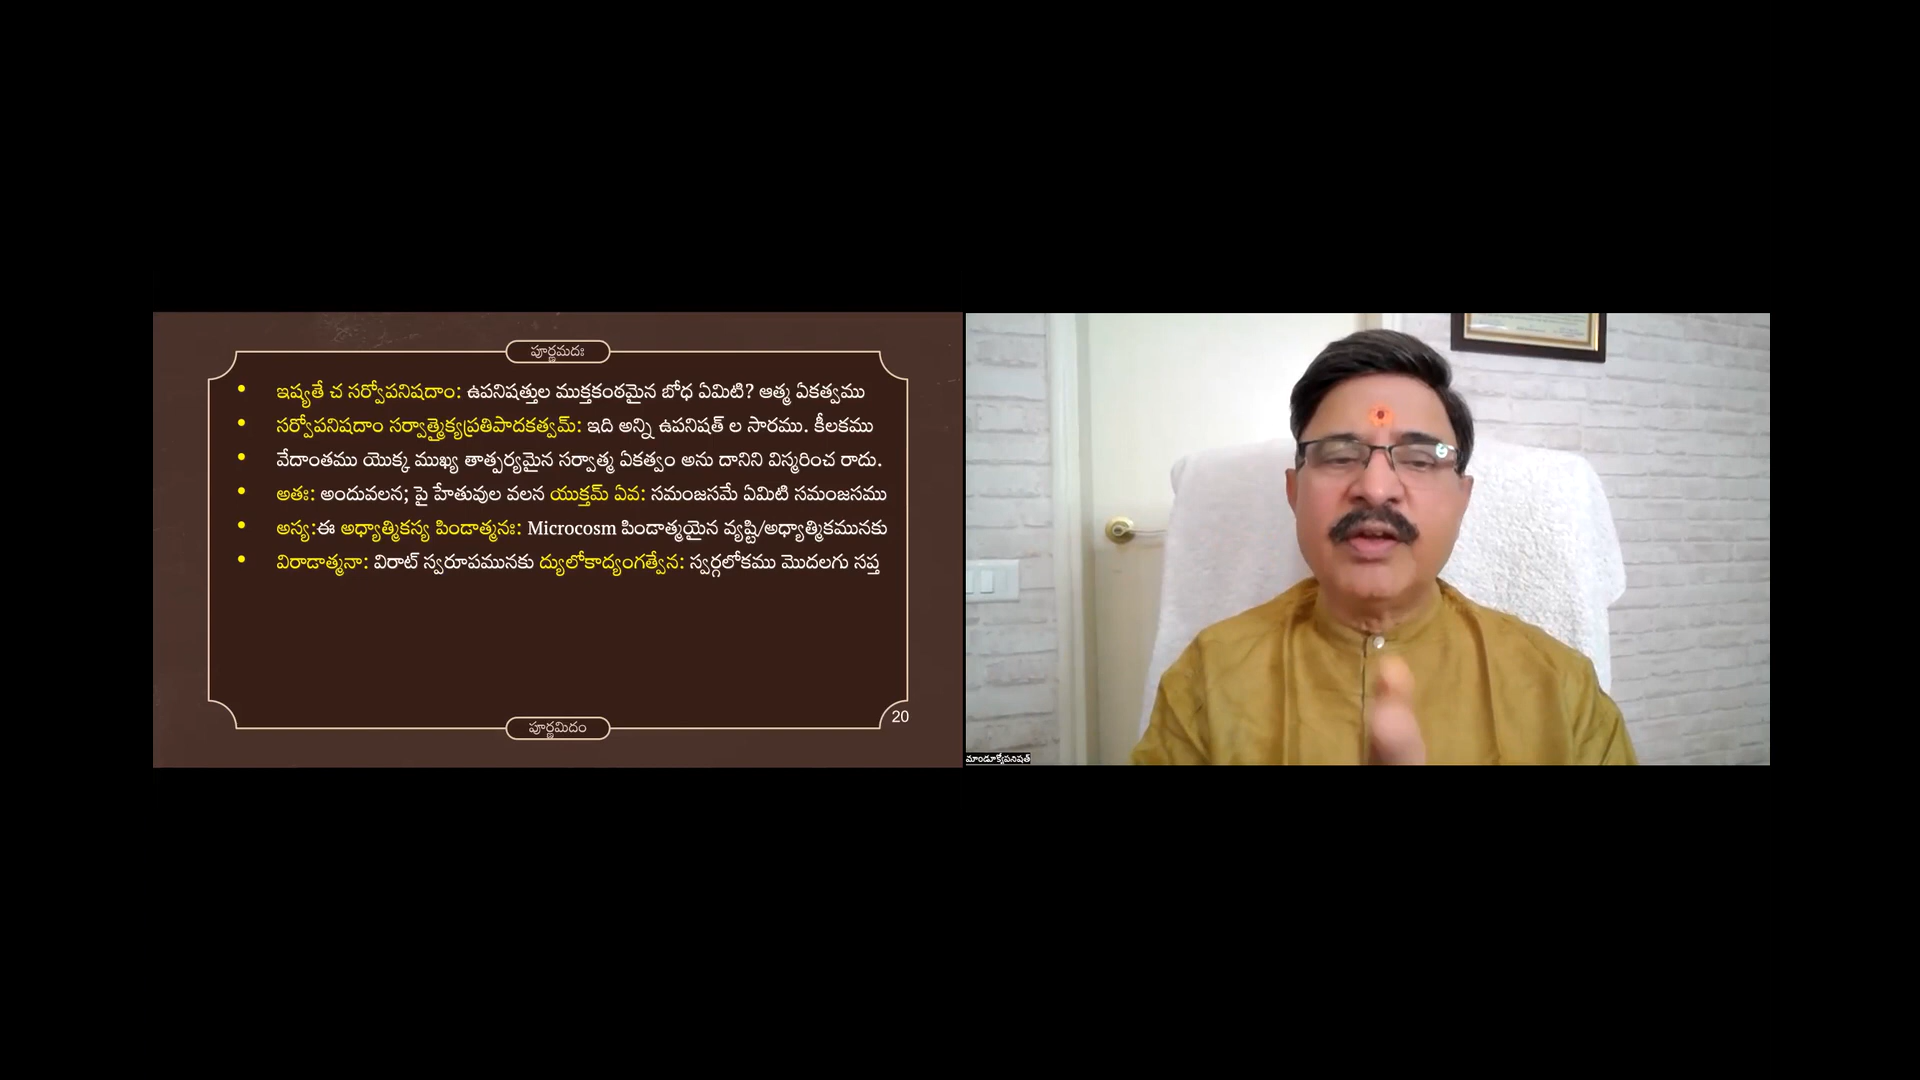 పూర్ణమదః
• ఇష్యతే చ సర్వోపనిషదాం: ఉపనిషత్తుల ముక్తకంఠమైన బోధ ఏమిటి? ఆత్మ ఏకత్వము
• సర్వోపనిషదాం సర్వాత్మైక్యప్రతిపాదకత్వమ్: ఇది అన్ని ఉపనిషత్ ల సారము. కీలకము
• వేదాంతము యొక్క ముఖ్య తాత్పర్యమైన సర్వాత్మ ఏకత్వం అను దానిని విస్మరించ రాదు.
• అతః: అందువలన; పై హేతువుల వలన యుక్తమ్ ఏవ: సమంజసమే ఏమిటి సమంజసము
• అస్య:ఈ అధ్యాత్మికస్య పిండాత్మనః: Microcosm పిండాత్మయైన వ్యష్టి/అధ్యాత్మికమునకు
• విరాడాత్మనా: విరాట్ స్వరూపమునకు ద్యులోకాద్యంగత్వేన: స్వర్గలోకము మొదలగు సప్త
పూర్ణమిదం
20
మాండూక్యోపనిషత్